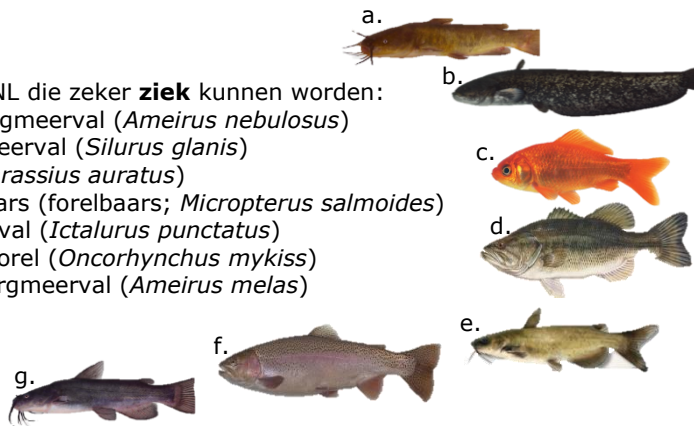 a.
NL die zeker ziek kunnen worden:
b.
rgmeerval (Ameirus nebulosus)
eerval (Silurus glanis)
c.
rassius auratus)
ars (forelbaars; Micropterus salmoides)
val (Ictalurus punctatus)
d.
orel (Oncorhynchus mykiss)
rgmeerval (Ameirus melas)
e.
f.
g.